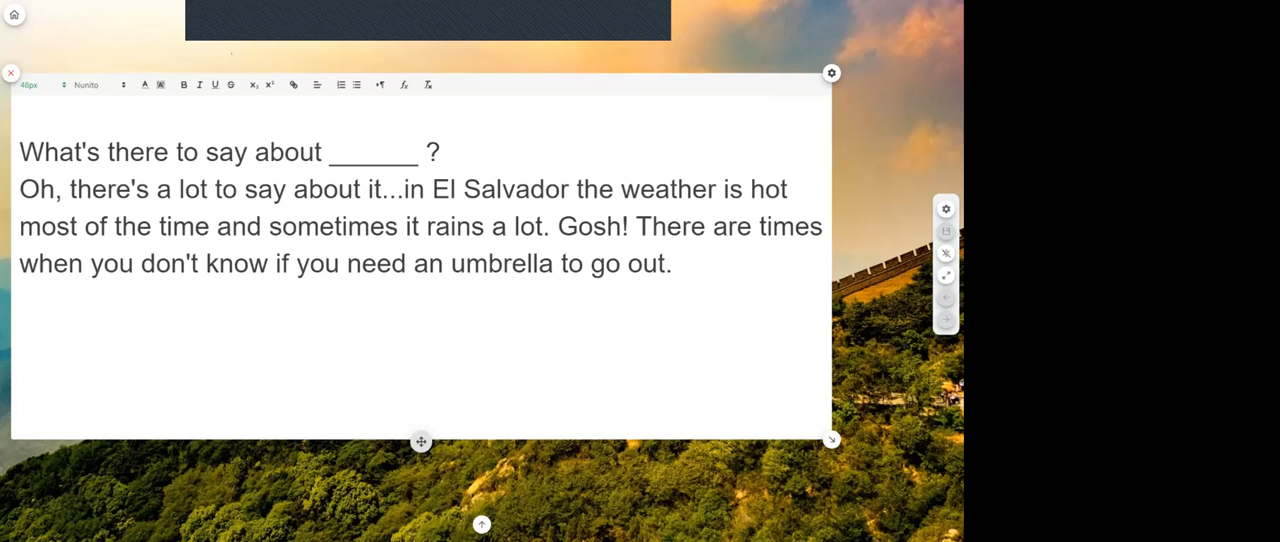 48px Nunito
What's there to say about ______ ?
Oh, there's a lot to say about it...in El Salvador the weather is hot
most of the time and sometimes it rains a lot. Gosh! There are times
when you don't know if you need an umbrella to go out.